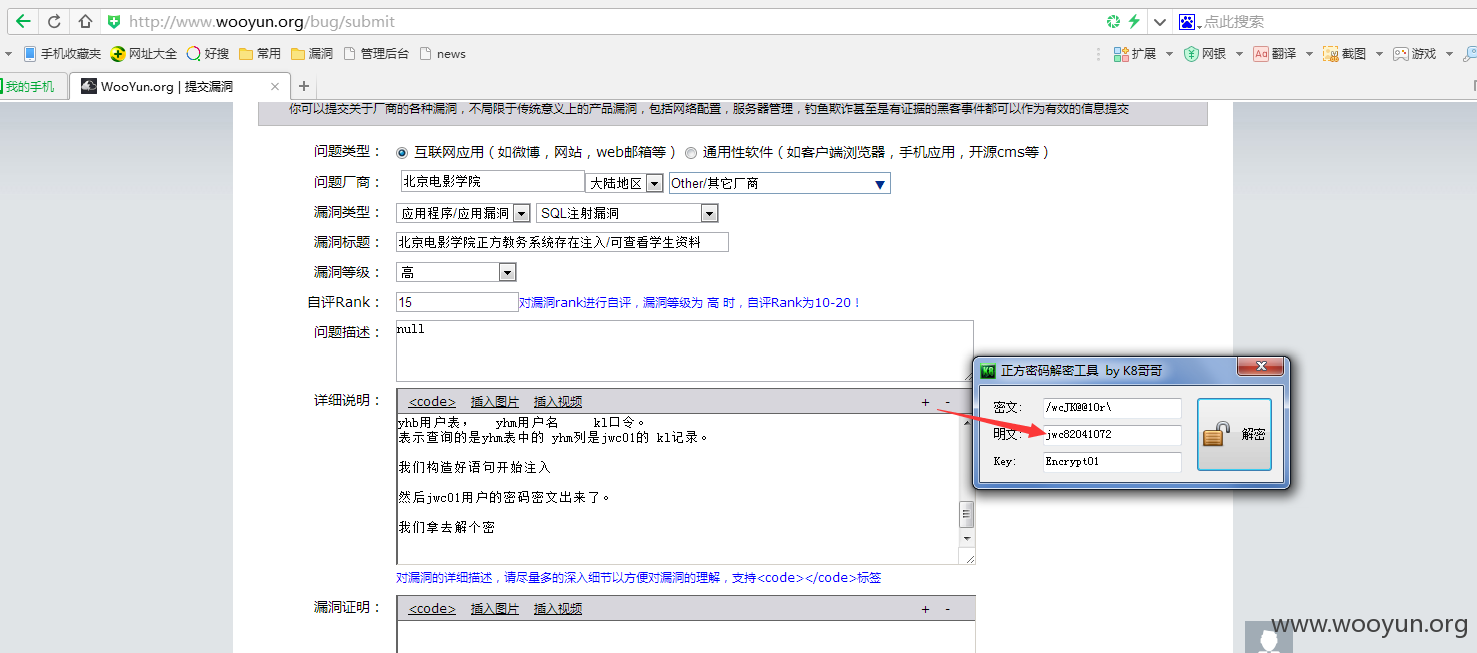 http://www.wooyun.org/bug/submit
点此搜索
手机收藏夹 网址大全 好搜 常用 漏洞 管理后台 news
扩展 网银 Aあ 翻译 截图 游戏
我的手机 WooYun.org | 提交漏洞
你可以提交关于厂商的各种漏洞，不局限于传统意义上的产品漏洞，包括网络配置，服务器管理，钓鱼欺诈甚至是有证据的黑客事件都可以作为有效的信息提交
问题类型： 互联网应用（如微博，网站，web邮箱等） 通用性软件（如客户端浏览器，手机应用，开源cms等）
问题厂商： 北京电影学院 大陆地区 Other/其它厂商
漏洞类型： 应用程序/应用漏洞 SQL注射漏洞
漏洞标题： 北京电影学院正方教务系统存在注入/可查看学生资料
漏洞等级： 高
自评Rank： 15 对漏洞rank进行自评，漏洞等级为 高 时，自评Rank为10-20！
问题描述： null
详细说明： <code> 插入图片 插入视频 + -
yhb用户表， yhm用户名 kl口令。
表示查询的是yhm表中的 yhm列是jwc01的 kl记录。
我们构造好语句开始注入
然后jwc01用户的密码密文出来了。
我们拿去解个密
对漏洞的详细描述，请尽量多的深入细节以方便对漏洞的理解，支持<code></code>标签
漏洞证明： <code> 插入图片 插入视频 + -
K8 正方密码解密工具 by K8哥哥
密文: /wcJK@@10r\
明文: jwc82041072
Key: Encrypt01
解密
www.wooyun.org